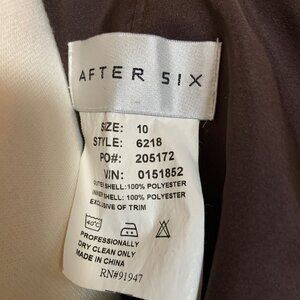 AFTER SIX
SIZE: 10
STYLE: 6218
PO#: 205172
VIN: 0151852
OUTER SHELL: 100% POLYESTER
INNER SHELL: 100% POLYESTER
EXCLUSIVE OF TRIM
40°C
PROFESSIONALLY
DRY CLEAN ONLY
MADE IN CHINA
RN#91947